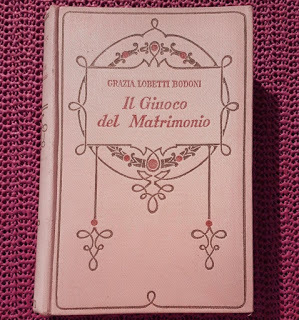 GRAZIA LOBETTI BODONI
Il Giuoco
del Matrimonio